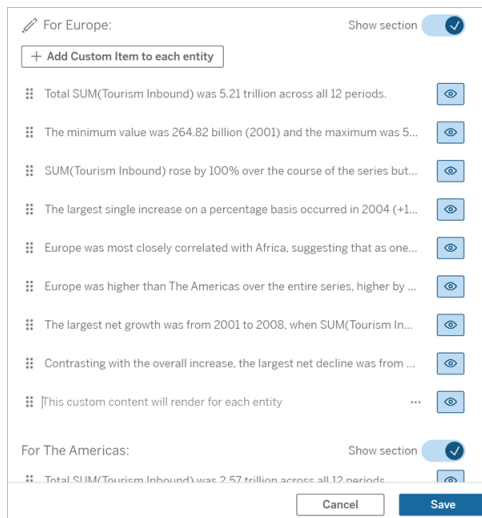 For Europe:
Show section
+ Add Custom Item to each entity
Total SUM(Tourism Inbound) was 5.21 trillion across all 12 periods.
The minimum value was 264.82 billion (2001) and the maximum was 5...
SUM(Tourism Inbound) rose by 100% over the course of the series but...
The largest single increase on a percentage basis occurred in 2004 (+1...
Europe was most closely correlated with Africa, suggesting that as one...
Europe was higher than The Americas over the entire series, higher by ...
The largest net growth was from 2001 to 2008, when SUM(Tourism In...
Contrasting with the overall increase, the largest net decline was from ...
This custom content will render for each entity ...
For The Americas:
Show section
Total SUM(Tourism Inbound) was 2.57 trillion across all 12 periods
Cancel
Save